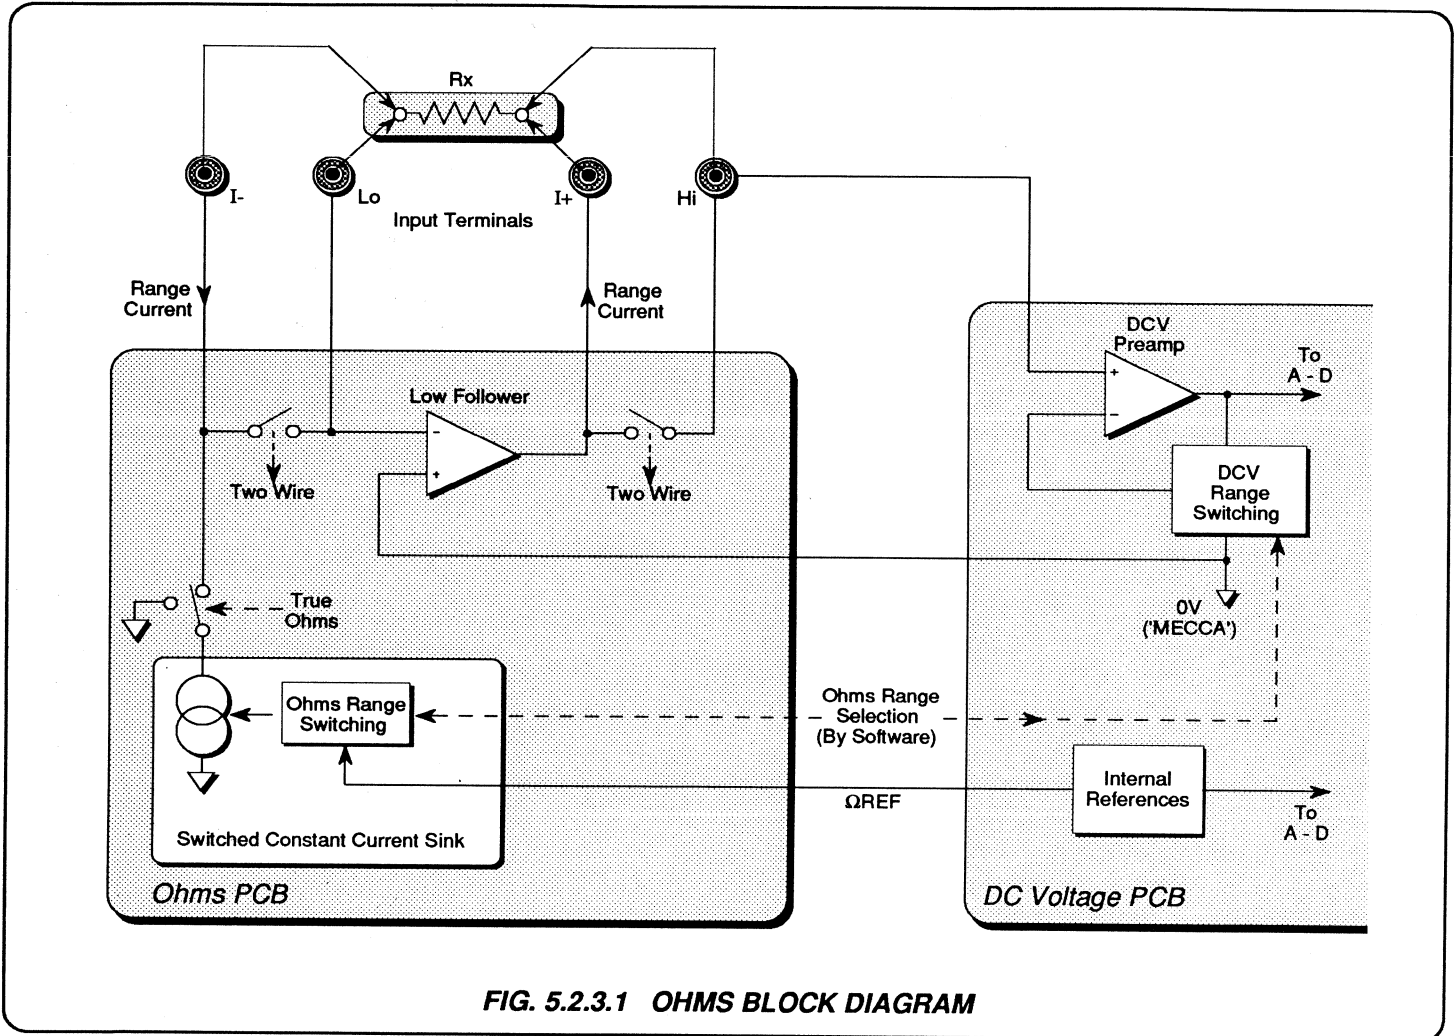 Rx
I-
Lo
I+
Hi
Input Terminals
Range
Current
Range
Current
DCV
Preamp
+
−
To
A - D
Low Follower
−
+
Two Wire
Two Wire
DCV
Range
Switching
True
Ohms
0V
('MECCA')
Ohms Range
Switching
Ohms Range
Selection
(By Software)
Internal
References
ΩREF
To
A - D
Switched Constant Current Sink
Ohms PCB
DC Voltage PCB
FIG. 5.2.3.1 OHMS BLOCK DIAGRAM